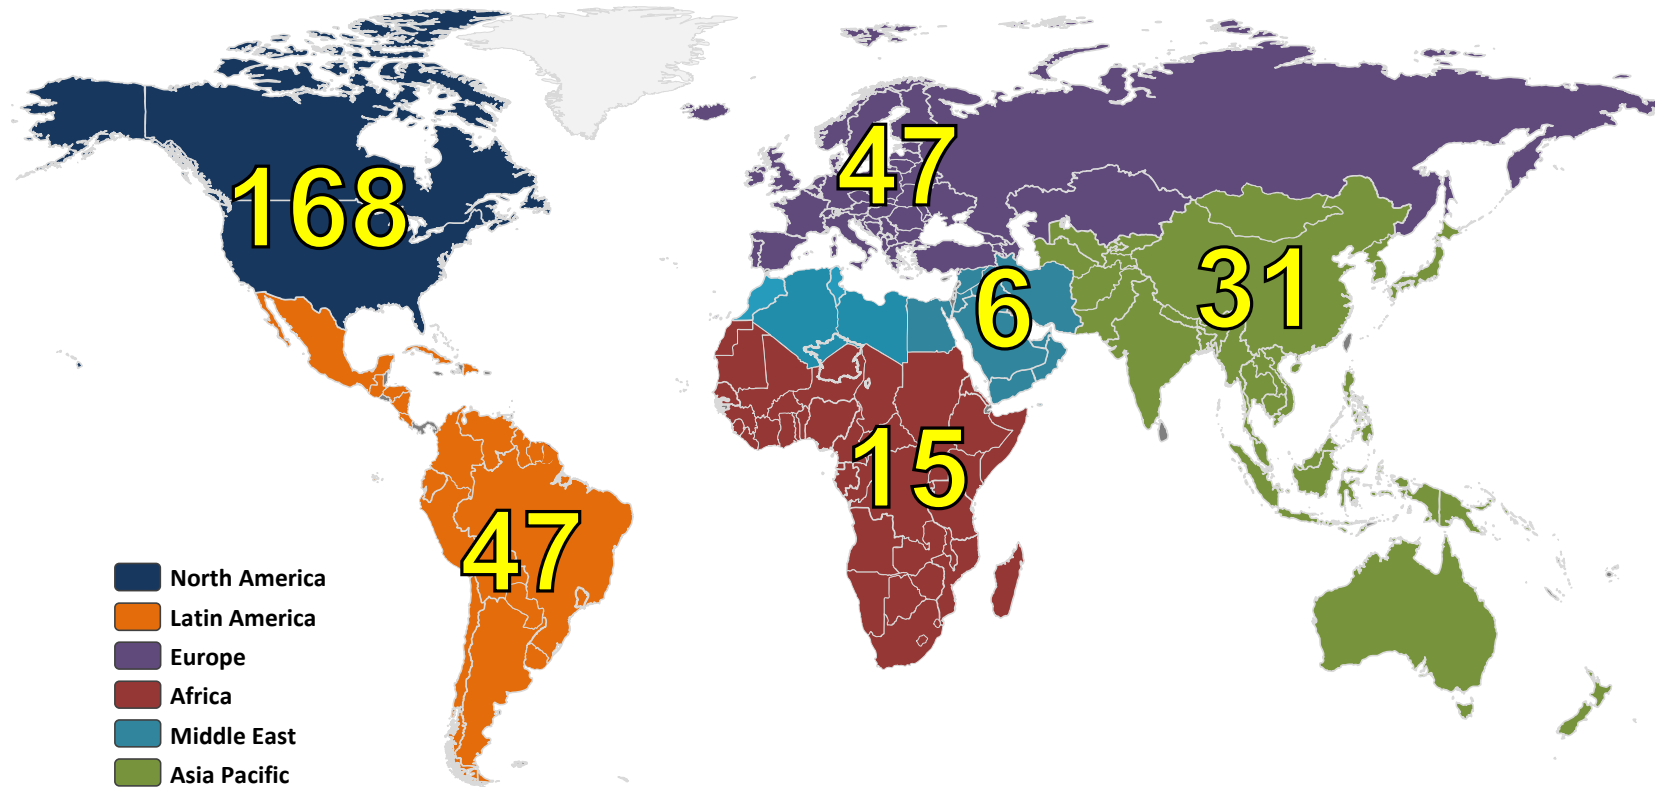 168
47
6
31
15
47
North America
Latin America
Europe
Africa
Middle East
Asia Pacific